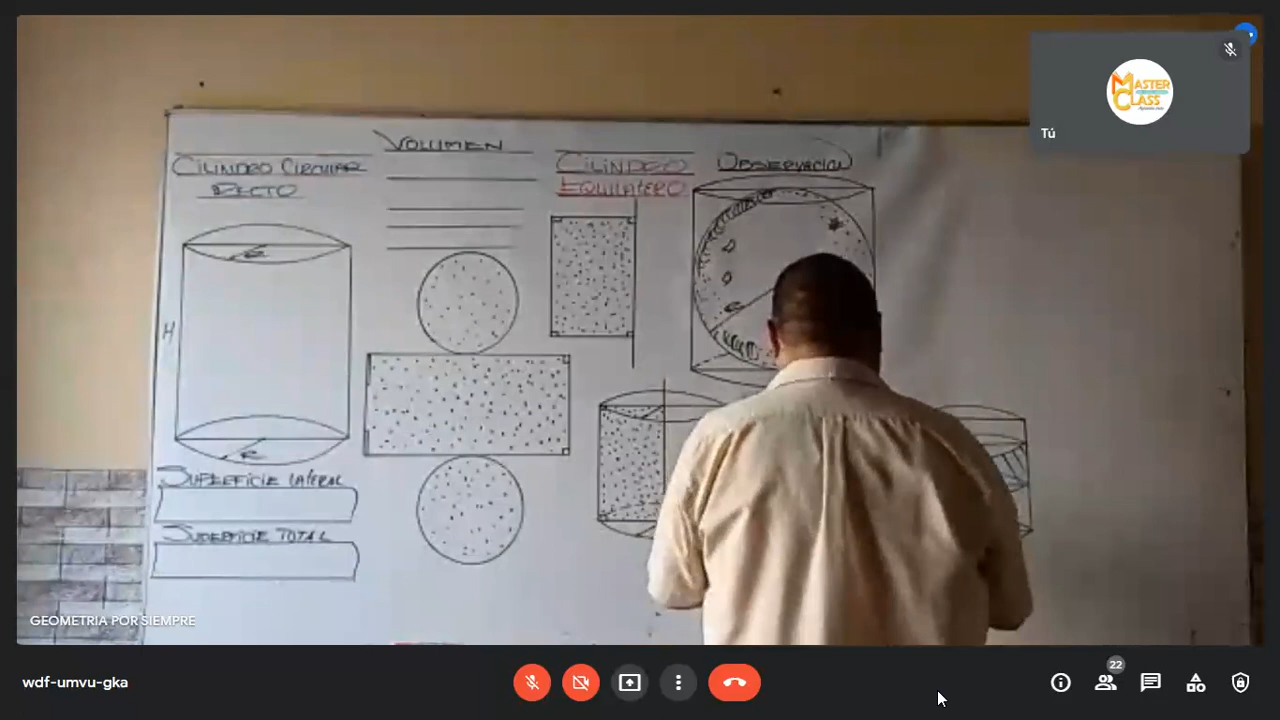 MASTER
CLASS
Tú
VOLUMEN
CILINDRO CIRCULAR
RECTO
CILINDRO
EQUILATERO
OBSERVACION
R
H
R
SUPERFICIE LATERAL
SUPERFICIE TOTAL
GEOMETRIA POR SIEMPRE
wdf-umvu-gka
22